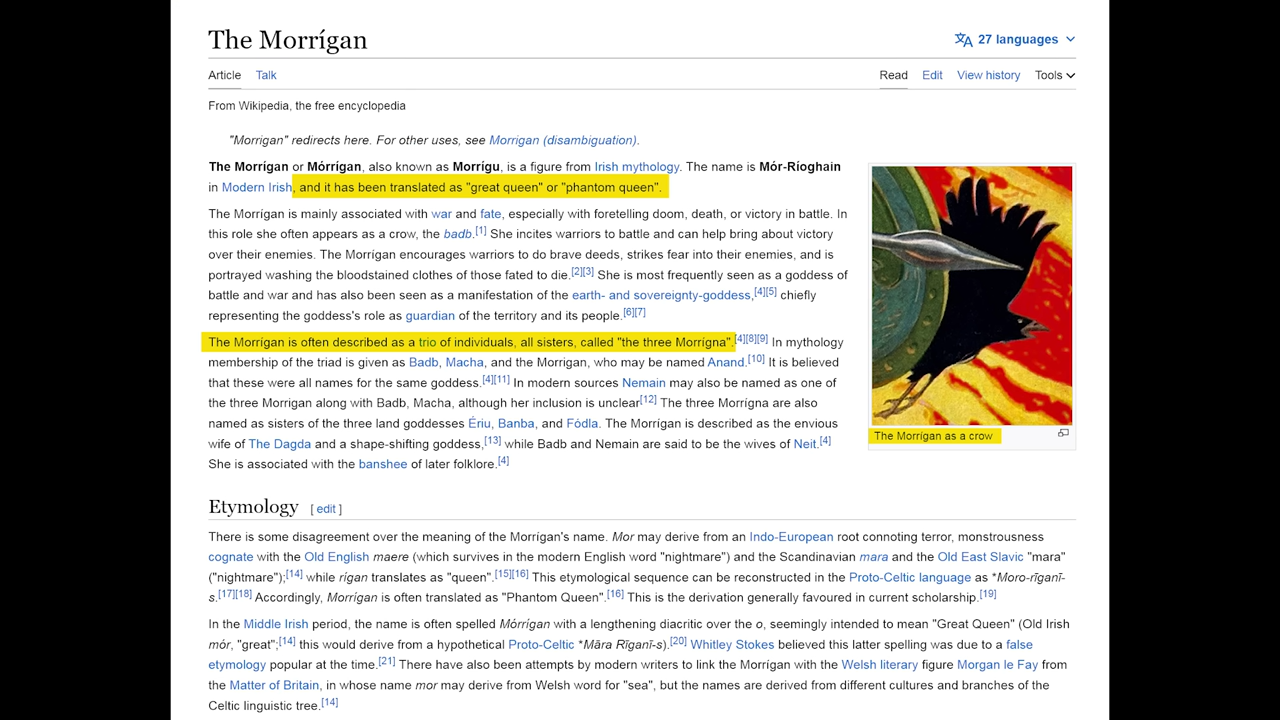 The Morrígan
27 languages
Article Talk
Read Edit View history Tools
From Wikipedia, the free encyclopedia
"Morrigan" redirects here. For other uses, see Morrigan (disambiguation).
The Morrígan or Mórrígan, also known as Morrígu, is a figure from Irish mythology. The name is Mór-Ríoghain
in Modern Irish, and it has been translated as "great queen" or "phantom queen".
The Morrígan is mainly associated with war and fate, especially with foretelling doom, death, or victory in battle. In
this role she often appears as a crow, the badb.[1] She incites warriors to battle and can help bring about victory
over their enemies. The Morrígan encourages warriors to do brave deeds, strikes fear into their enemies, and is
portrayed washing the bloodstained clothes of those fated to die.[2][3] She is most frequently seen as a goddess of
battle and war and has also been seen as a manifestation of the earth- and sovereignty-goddess,[4][5] chiefly
representing the goddess's role as guardian of the territory and its people.[6][7]
The Morrígan is often described as a trio of individuals, all sisters, called "the three Morrígna".[4][8][9] In mythology
membership of the triad is given as Badb, Macha, and the Morrigan, who may be named Anand.[10] It is believed
that these were all names for the same goddess.[4][11] In modern sources Nemain may also be named as one of
the three Morrigan along with Badb, Macha, although her inclusion is unclear[12] The three Morrígna are also
named as sisters of the three land goddesses Ériu, Banba, and Fódla. The Morrígan is described as the envious
wife of The Dagda and a shape-shifting goddess,[13] while Badb and Nemain are said to be the wives of Neit.[4]
She is associated with the banshee of later folklore.[4]
The Morrígan as a crow
Etymology [ edit ]
There is some disagreement over the meaning of the Morrígan's name. Mor may derive from an Indo-European root connoting terror, monstrousness
cognate with the Old English maere (which survives in the modern English word "nightmare") and the Scandinavian mara and the Old East Slavic "mara"
("nightmare");[14] while rígan translates as "queen".[15][16] This etymological sequence can be reconstructed in the Proto-Celtic language as *Moro-rīganī-
s.[17][18] Accordingly, Morrígan is often translated as "Phantom Queen".[16] This is the derivation generally favoured in current scholarship.[19]
In the Middle Irish period, the name is often spelled Mórrígan with a lengthening diacritic over the o, seemingly intended to mean "Great Queen" (Old Irish
mór, "great";[14] this would derive from a hypothetical Proto-Celtic *Māra Rīganī-s).[20] Whitley Stokes believed this latter spelling was due to a false
etymology popular at the time.[21] There have also been attempts by modern writers to link the Morrígan with the Welsh literary figure Morgan le Fay from
the Matter of Britain, in whose name mor may derive from Welsh word for "sea", but the names are derived from different cultures and branches of the
Celtic linguistic tree.[14]